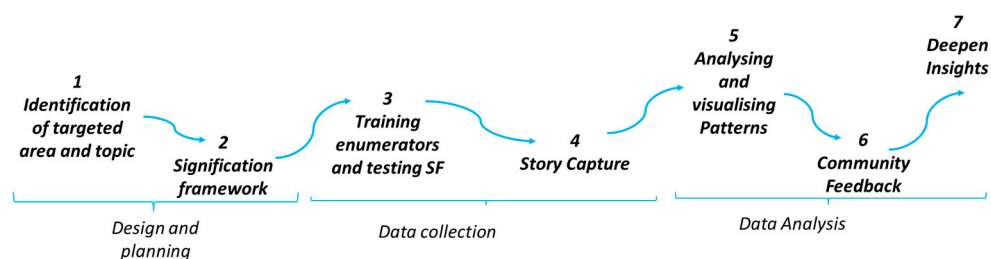 1
Identification
of targeted
area and topic
2
Signification
framework
3
Training
enumerators
and testing SF
4
Story Capture
5
Analysing
and
visualising
Patterns
6
Community
Feedback
7
Deepen
Insights
Design and
planning
Data collection
Data Analysis